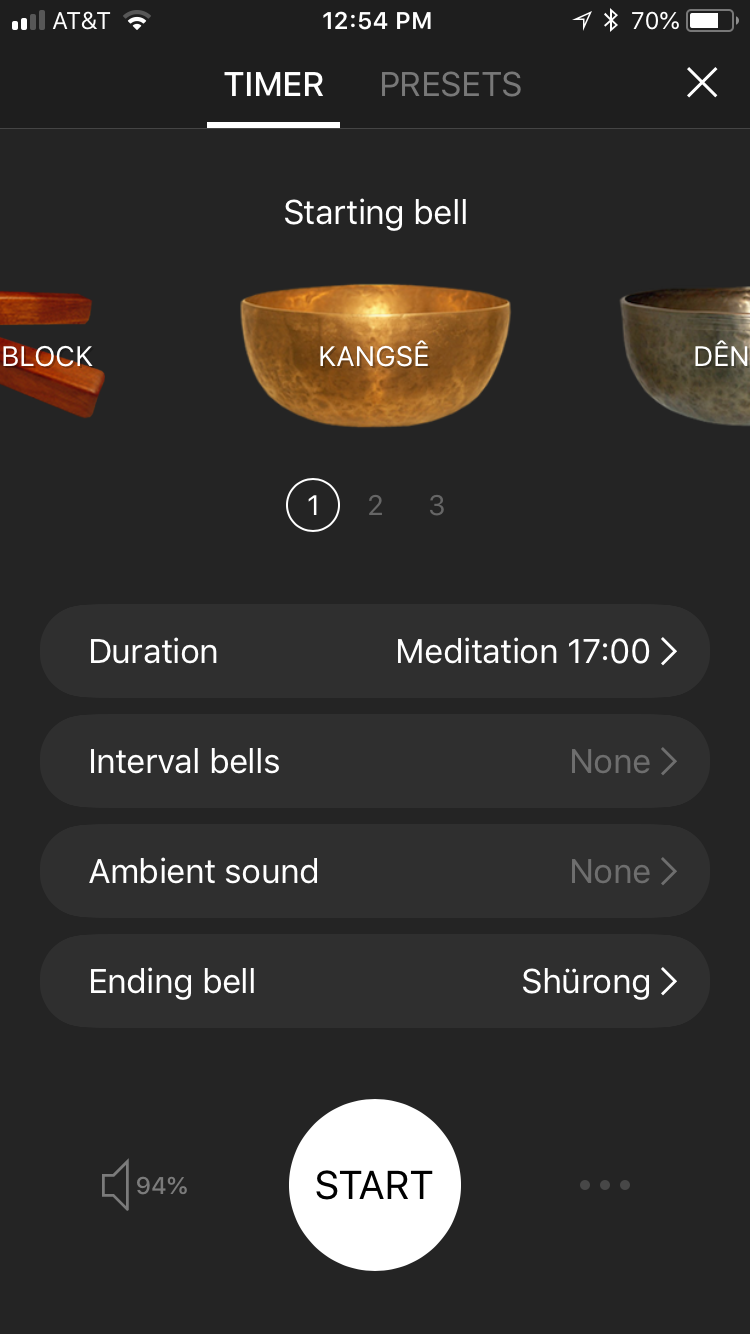 AT&T 12:54 PM 70%
TIMER PRESETS
Starting bell
BLOCK KANGSÊ DÊN
1 2 3
Duration Meditation 17:00
Interval bells None
Ambient sound None
Ending bell Shürong
94% START